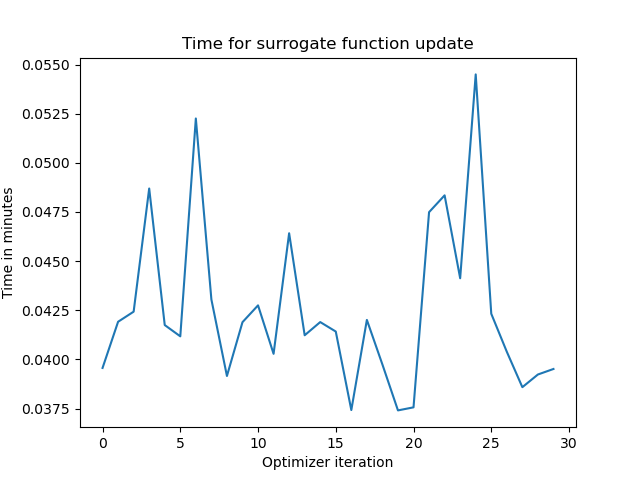 Time for surrogate function update
0.0550
0.0525
0.0500
0.0475
0.0450
0.0425
0.0400
0.0375
Time in minutes
0 5 10 15 20 25 30
Optimizer iteration